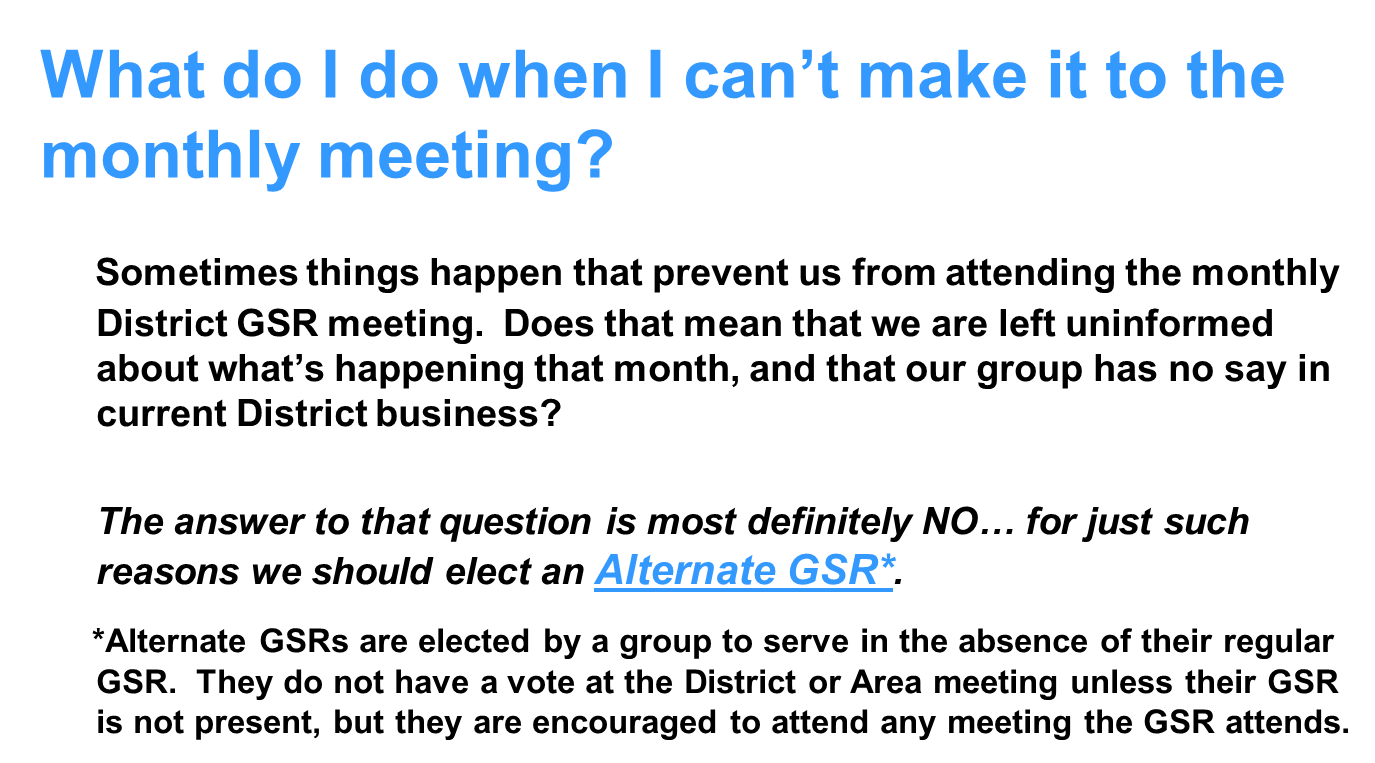 What do I do when I can’t make it to the
monthly meeting?
Sometimes things happen that prevent us from attending the monthly
District GSR meeting.  Does that mean that we are left uninformed
about what’s happening that month, and that our group has no say in
current District business?
The answer to that question is most definitely NO… for just such
reasons we should elect an Alternate GSR*.
*Alternate GSRs are elected by a group to serve in the absence of their regular
GSR.  They do not have a vote at the District or Area meeting unless their GSR
is not present, but they are encouraged to attend any meeting the GSR attends.